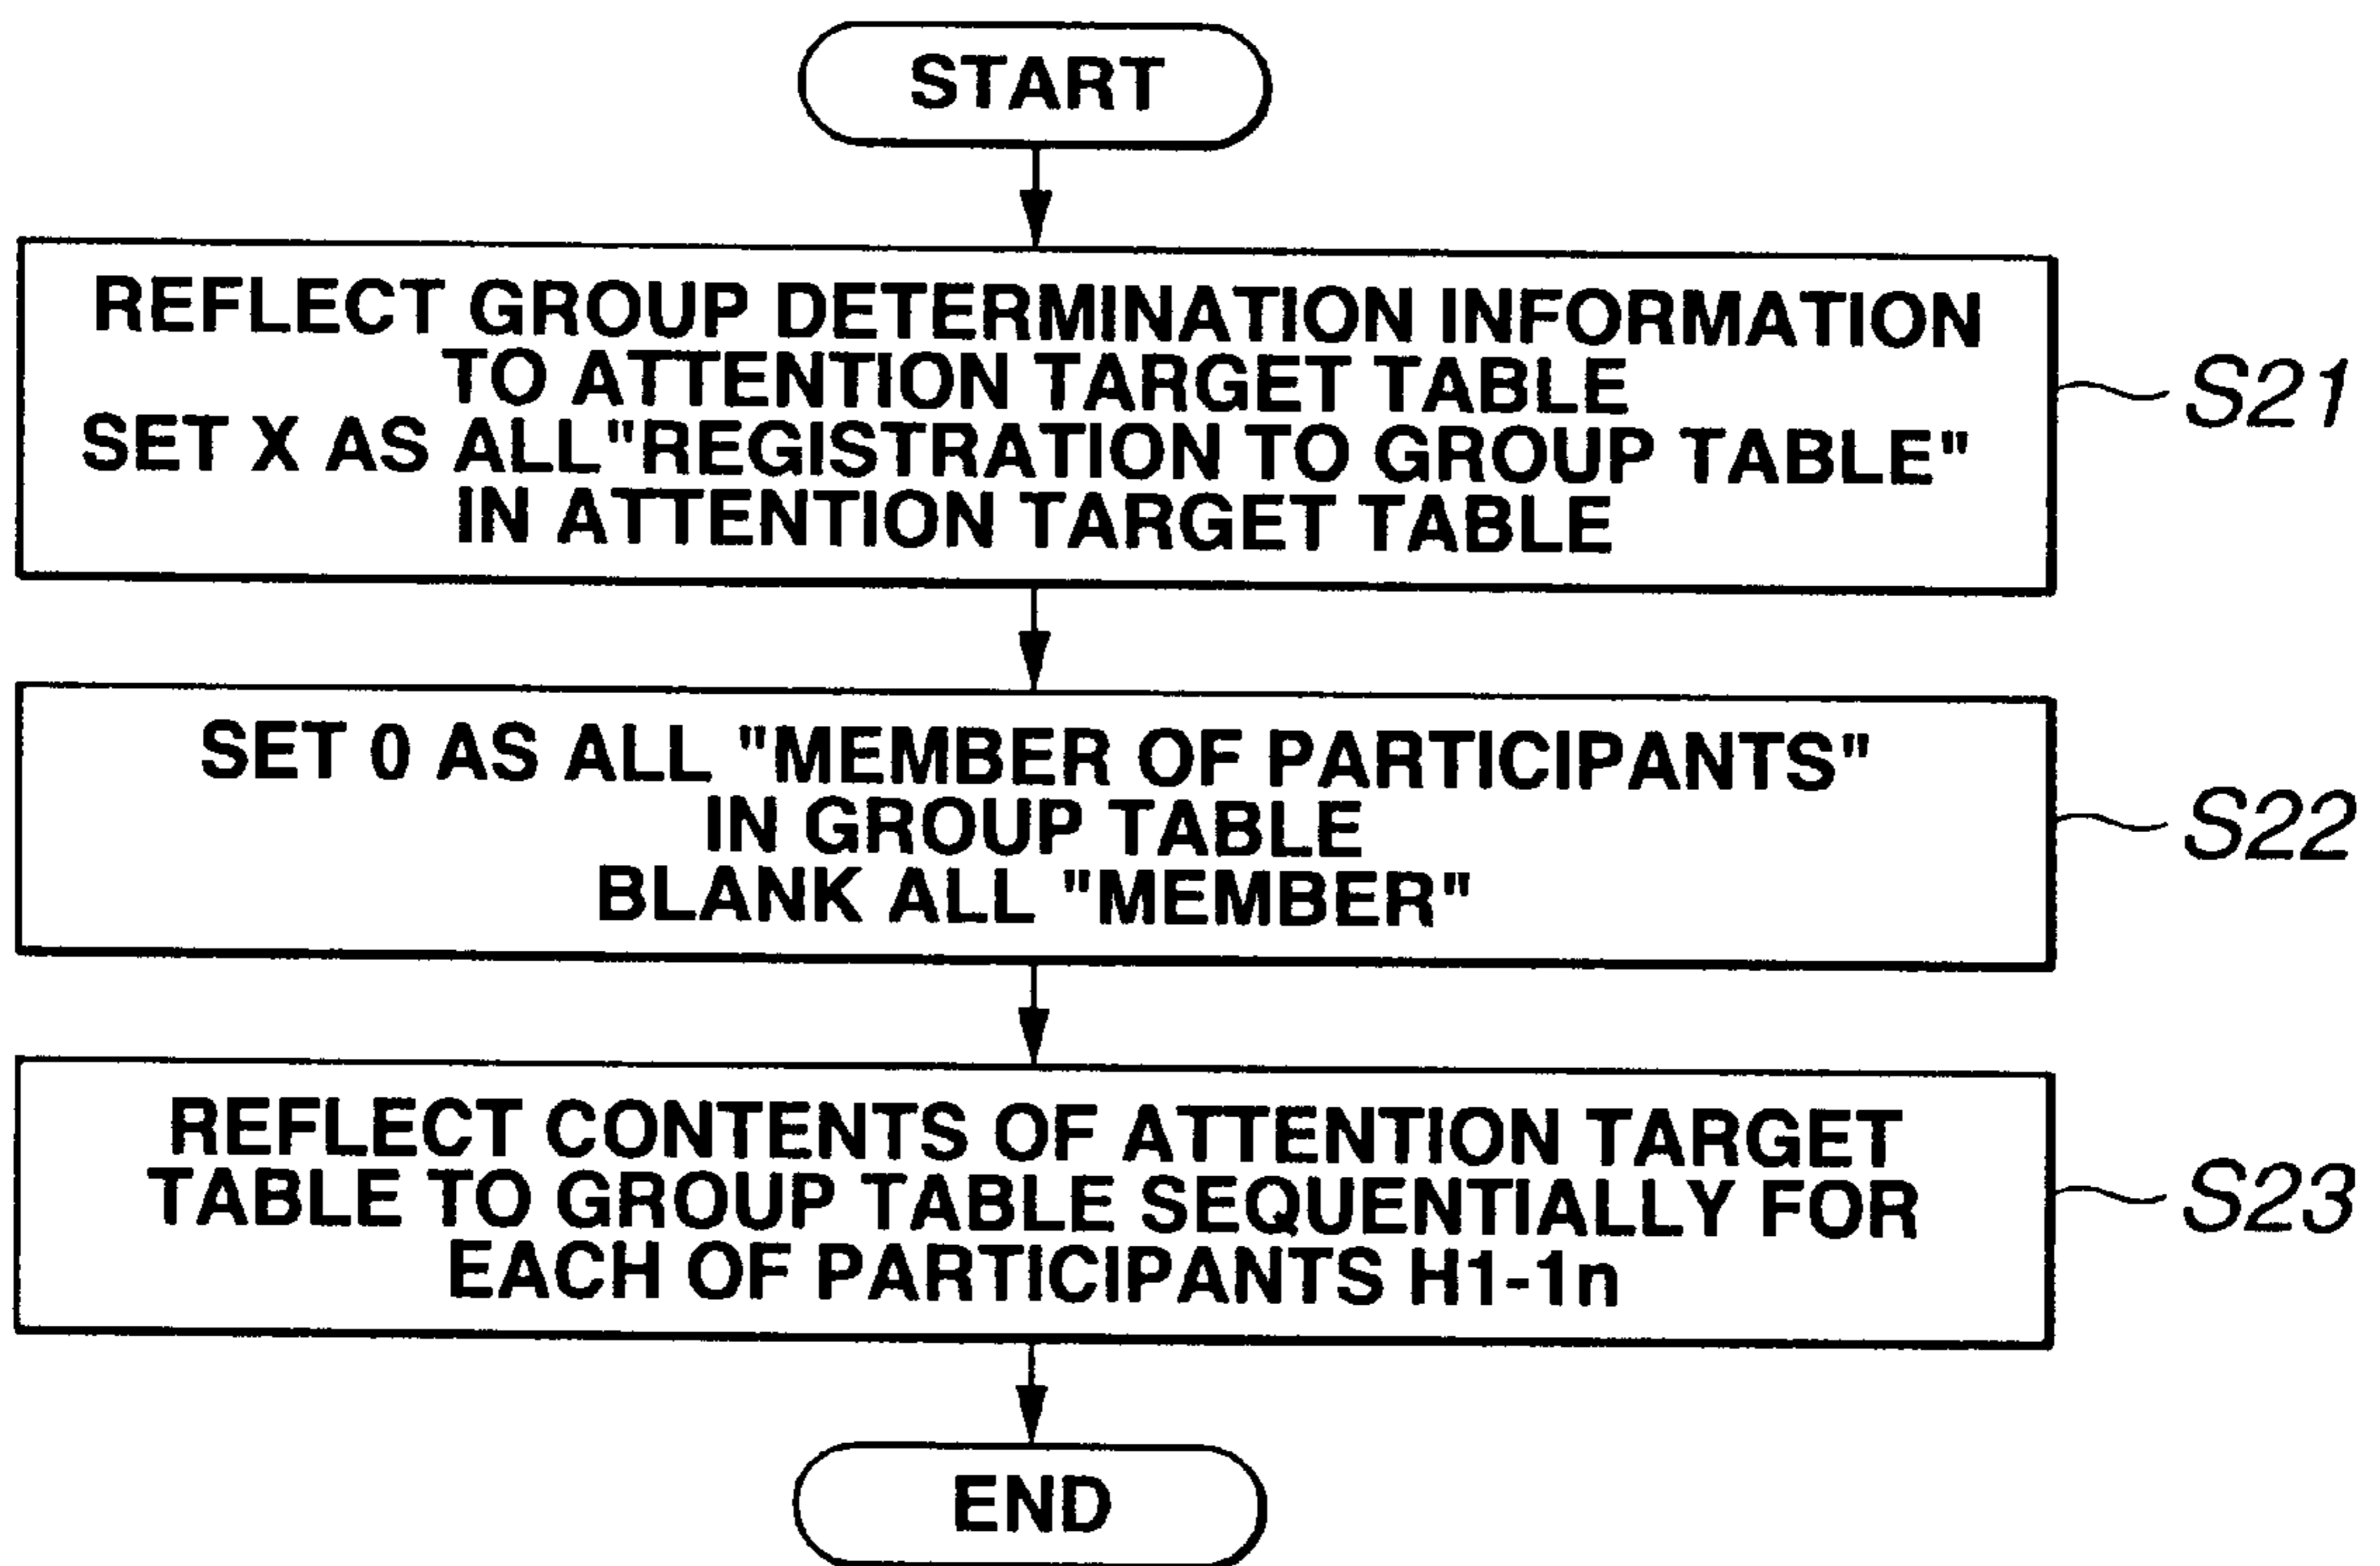 START
REFLECT GROUP DETERMINATION INFORMATION
TO ATTENTION TARGET TABLE
SET X AS ALL "REGISTRATION TO GROUP TABLE"
IN ATTENTION TARGET TABLE
S21
SET 0 AS ALL "MEMBER OF PARTICIPANTS"
IN GROUP TABLE
BLANK ALL "MEMBER"
S22
REFLECT CONTENTS OF ATTENTION TARGET
TABLE TO GROUP TABLE SEQUENTIALLY FOR
EACH OF PARTICIPANTS H1-1n
S23
END